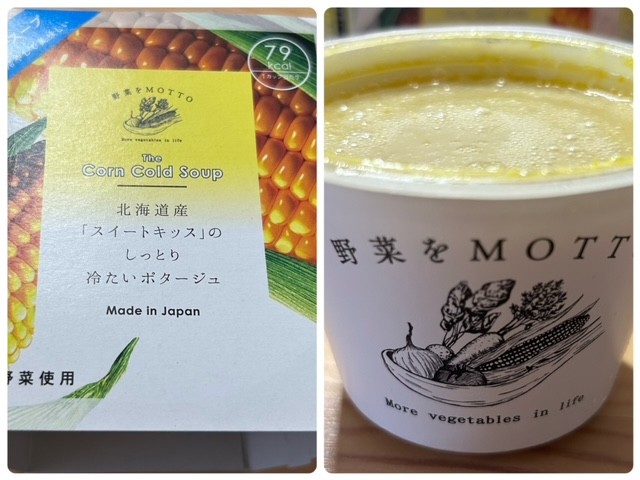 79
kcal
野菜をMOTTO
More vegetables in life
The
Corn Cold Soup
北海道産
「スイートキッス」の
しっとり
冷たいポタージュ
Made in Japan
野菜使用
野菜をMOTT
More vegetables in life